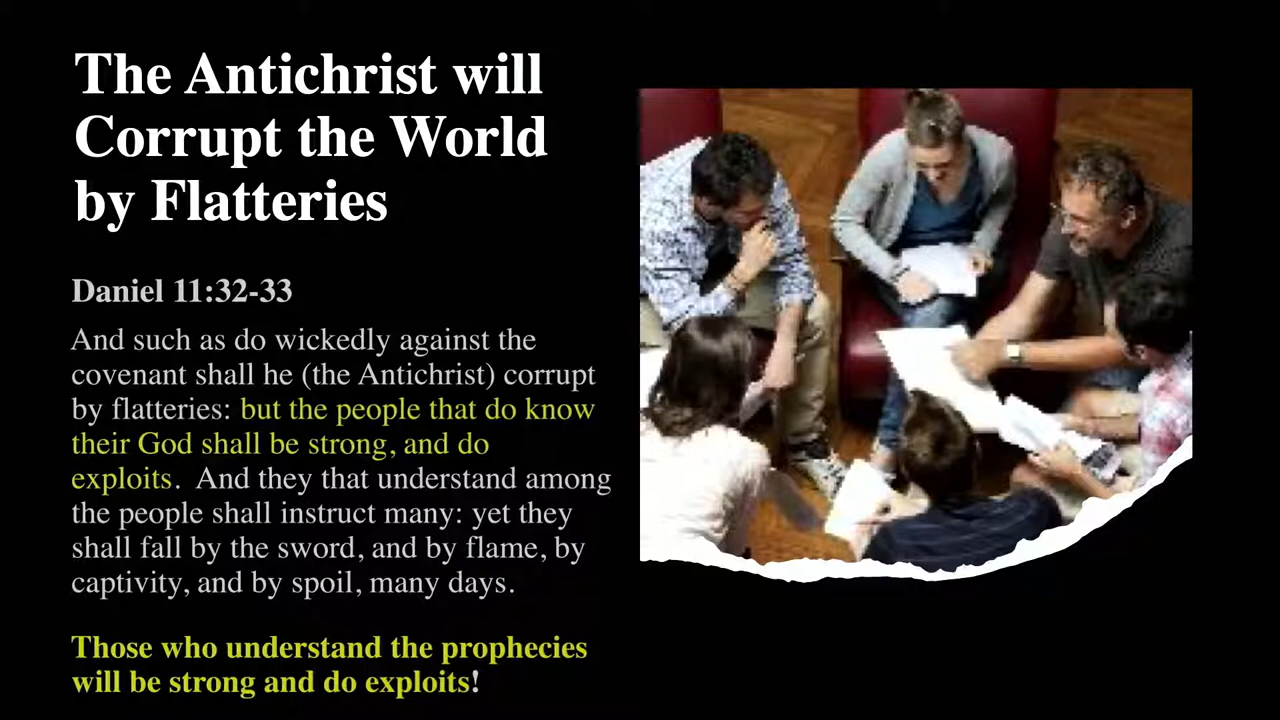 The Antichrist will
Corrupt the World
by Flatteries
Daniel 11:32-33
And such as do wickedly against the
covenant shall he (the Antichrist) corrupt
by flatteries: but the people that do know
their God shall be strong, and do
exploits.  And they that understand among
the people shall instruct many: yet they
shall fall by the sword, and by flame, by
captivity, and by spoil, many days.
Those who understand the prophecies
will be strong and do exploits!